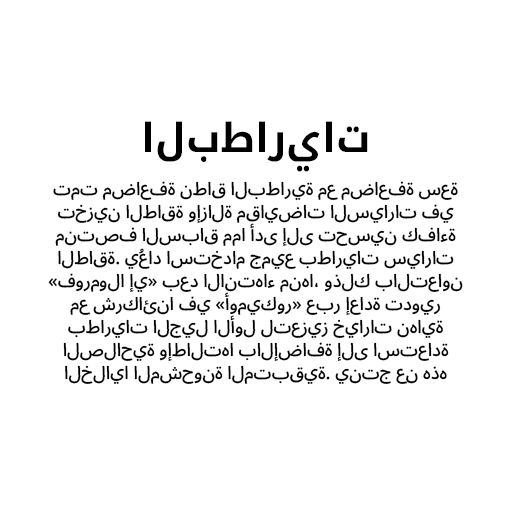 البطاريات
تمت مضاعفة نطاق البطارية مع مضاعفة سعة
تخزين الطاقة وإزالة مقايضات السيارات في
منتصف السباق مما أدى إلى تحسين كفاءة
الطاقة. يُعاد استخدام جميع بطاريات سيارات
«فورمولا إي» بعد الانتهاء منها، وذلك بالتعاون
مع شركائنا في «أوميكور» عبر إعادة تدوير
بطاريات الجيل الأول لتعزيز خيارات نهاية
الصلاحية وإطالتها بالإضافة إلى استعادة
الخلايا المشحونة المتبقية. ينتج عن هذه